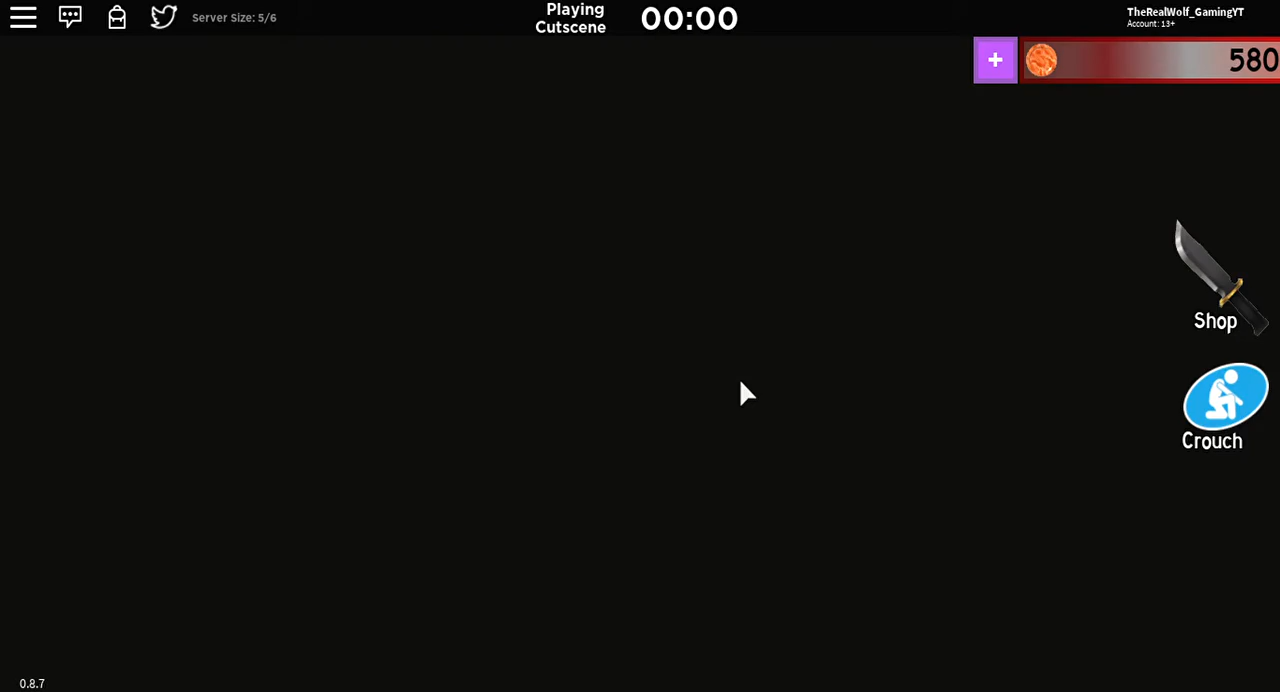 Server Size: 5/6
Playing
Cutscene
00:00
TheRealWolf_GamingYT
Account: 13+
+
580
Shop
Crouch
0.8.7